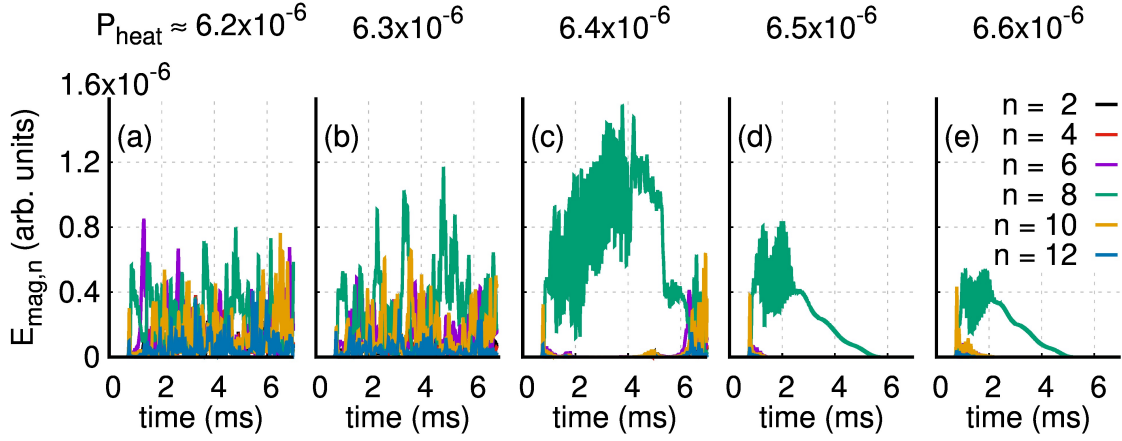 P_heat ≈ 6.2x10^-6 6.3x10^-6 6.4x10^-6 6.5x10^-6 6.6x10^-6
1.6x10^-6
(a) (b) (c) (d) (e)
n = 2
n = 4
n = 6
n = 8
n = 10
n = 12
E_mag,n (arb. units)
1.2
0.8
0.4
0
0 2 4 6 0 2 4 6 0 2 4 6 0 2 4 6 0 2 4 6
time (ms) time (ms) time (ms) time (ms) time (ms)